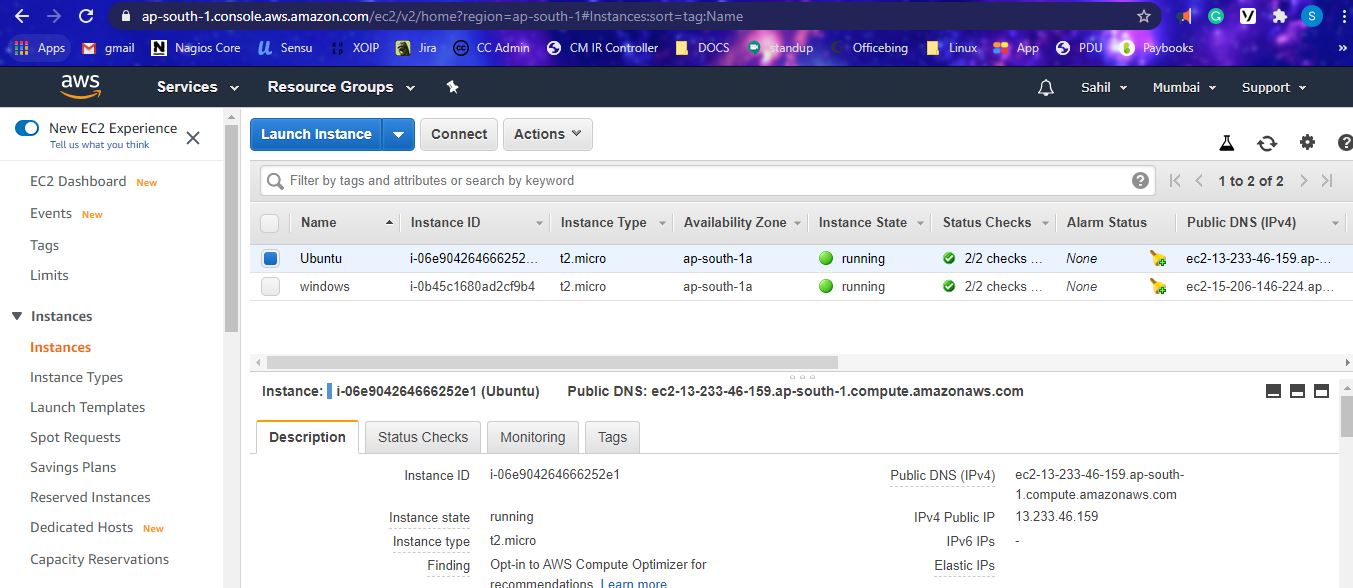 ap-south-1.console.aws.amazon.com/ec2/v2/home?region=ap-south-1#Instances:sort=tag:Name
Apps gmail Nagios Core Sensu XOIP Jira CC Admin CM IR Controller DOCS standup Officebing Linux App PDU Paybooks »
aws Services Resource Groups Sahil Mumbai Support
New EC2 Experience
Tell us what you think
EC2 Dashboard New
Events New
Tags
Limits
Instances
Instances
Instance Types
Launch Templates
Spot Requests
Savings Plans
Reserved Instances
Dedicated Hosts New
Capacity Reservations
Launch Instance Connect Actions
Filter by tags and attributes or search by keyword 1 to 2 of 2
Name Instance ID Instance Type Availability Zone Instance State Status Checks Alarm Status Public DNS (IPv4)
Ubuntu i-06e904264666252... t2.micro ap-south-1a running 2/2 checks ... None ec2-13-233-46-159.ap-...
windows i-0b45c1680ad2cf9b4 t2.micro ap-south-1a running 2/2 checks ... None ec2-15-206-146-224.ap...
Instance: i-06e904264666252e1 (Ubuntu) Public DNS: ec2-13-233-46-159.ap-south-1.compute.amazonaws.com
Description Status Checks Monitoring Tags
Instance ID i-06e904264666252e1
Instance state running
Instance type t2.micro
Finding Opt-in to AWS Compute Optimizer for
recommendations. Learn more
Public DNS (IPv4) ec2-13-233-46-159.ap-south-
1.compute.amazonaws.com
IPv4 Public IP 13.233.46.159
IPv6 IPs -
Elastic IPs